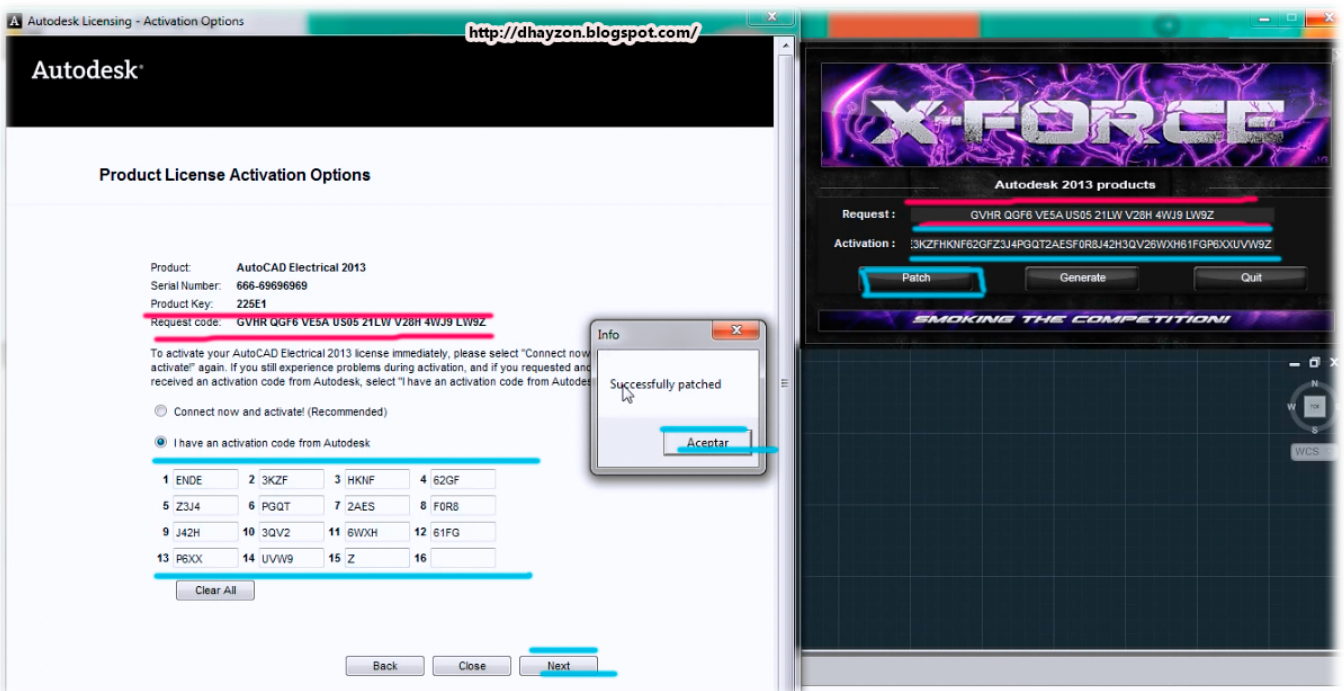 Autodesk Licensing - Activation Options
http://dhayzon.blogspot.com/
Autodesk
Product License Activation Options
Product: AutoCAD Electrical 2013
Serial Number: 666-69696969
Product Key: 225E1
Request code: GVHR QGF6 VE5A US05 21LW V28H 4WJ9 LW9Z
To activate your AutoCAD Electrical 2013 license immediately, please select "Connect now
activate!" again. If you still experience problems during activation, and if you requested and
received an activation code from Autodesk, select "I have an activation code from Autodes
Connect now and activate! (Recommended)
I have an activation code from Autodesk
1 ENDE 2 3KZF 3 HKNF 4 62GF
5 Z3J4 6 PGQT 7 2AES 8 F0R8
9 J42H 10 3QV2 11 6WXH 12 61FG
13 P6XX 14 UVW9 15 Z 16
Clear All
Back Close Next
Info
Successfully patched
Aceptar
X-FORCE
Autodesk 2013 products
Request : GVHR QGF6 VE5A US05 21LW V28H 4WJ9 LW9Z
Activation : 3KZFHKNF62GFZ3J4PGQT2AESF0R8J42H3QV26WXH61FGP6XXUVW9Z
Patch Generate Quit
SMOKING THE COMPETITION!
N
W TOP
S
WCS